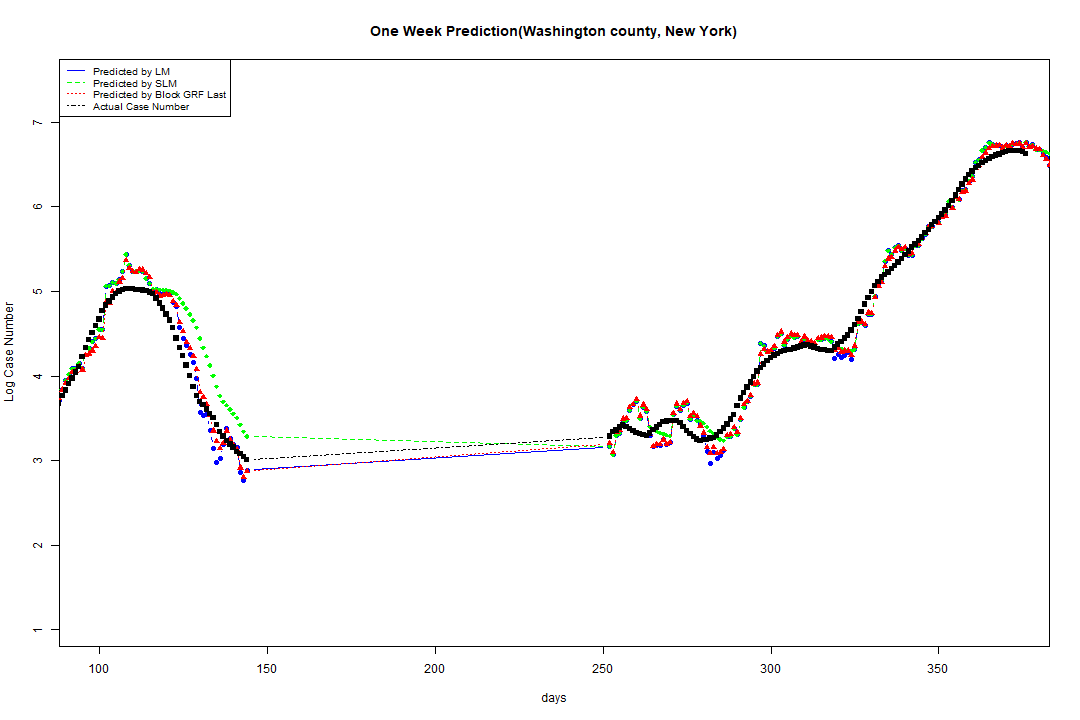 One Week Prediction(Washington county, New York)
Predicted by LM
Predicted by SLM
Predicted by Block GRF Last
Actual Case Number
7
6
5
4
3
2
1
Log Case Number
100 150 200 250 300 350
days